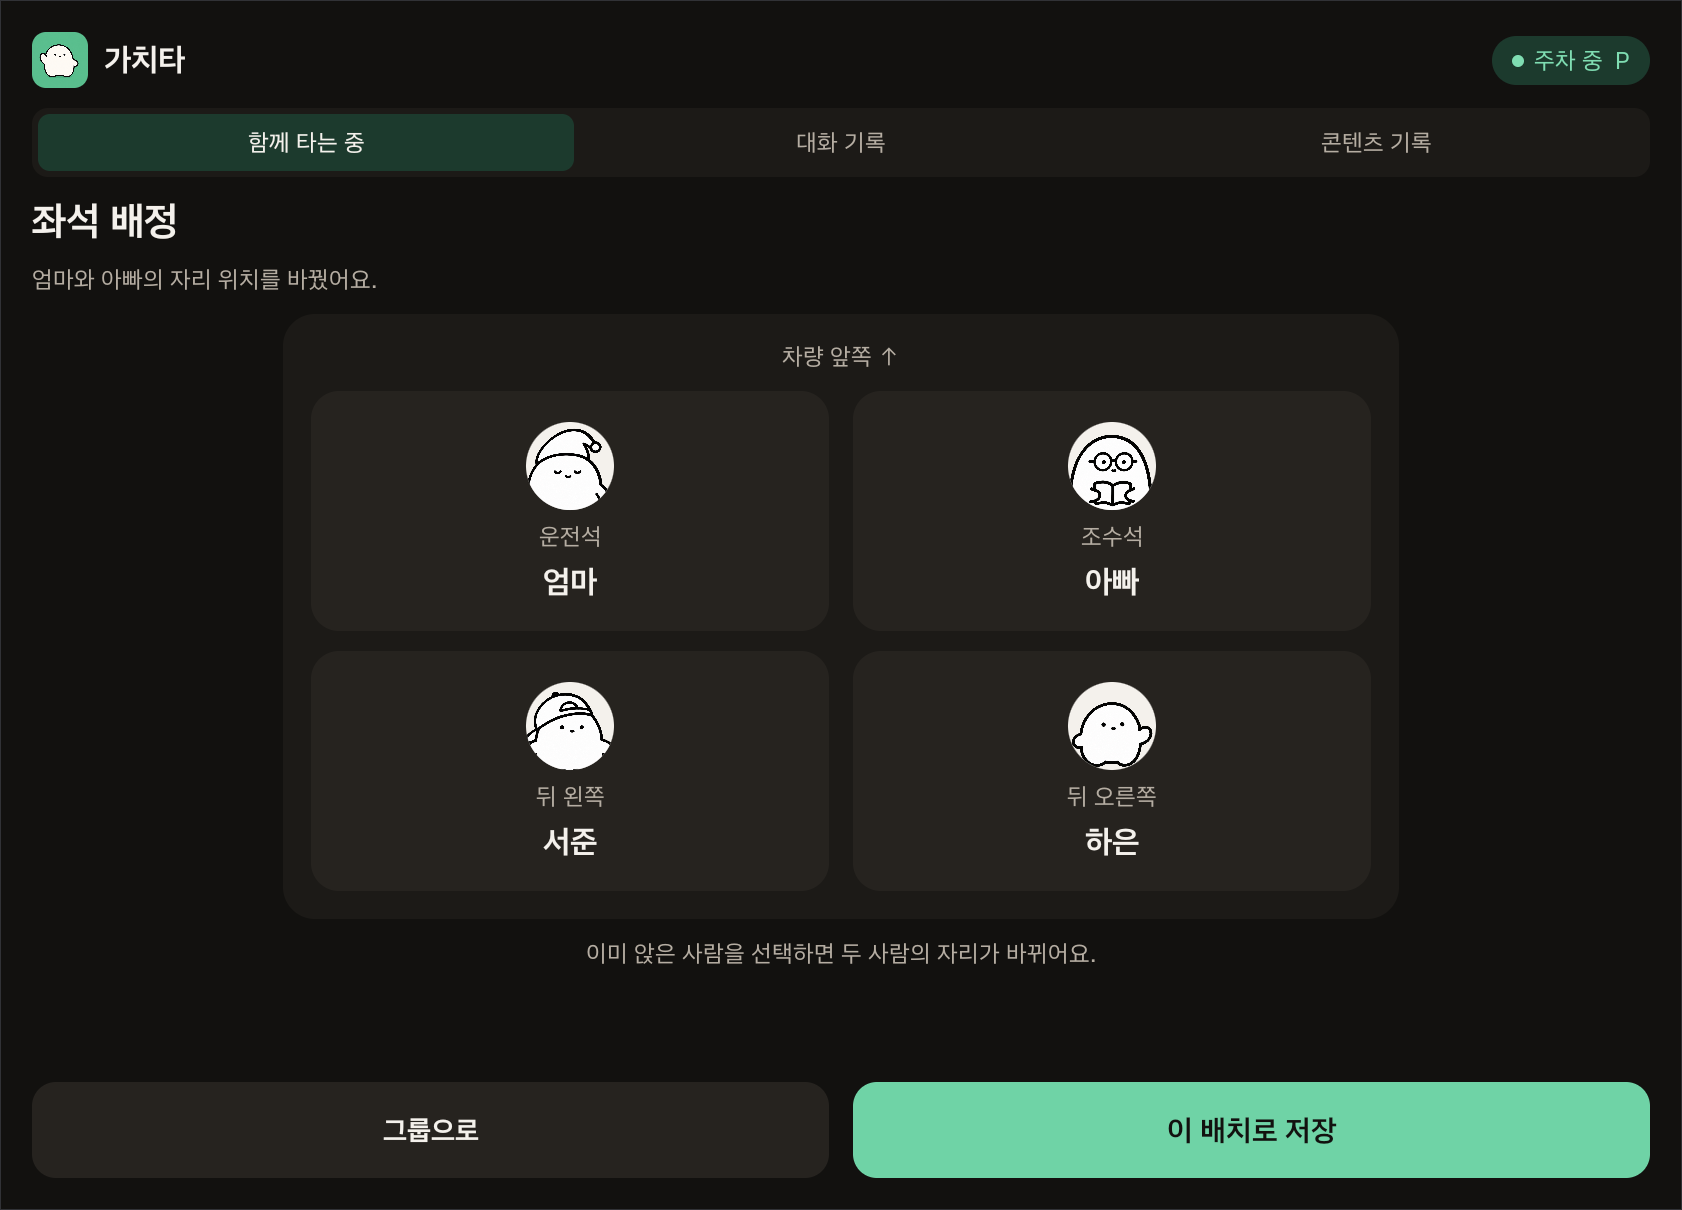 가치타
주차 중 P
함께 타는 중
대화 기록
콘텐츠 기록
좌석 배정
엄마와 아빠의 자리 위치를 바꿨어요.
차량 앞쪽 ↑
운전석
엄마
조수석
아빠
뒤 왼쪽
서준
뒤 오른쪽
하은
이미 앉은 사람을 선택하면 두 사람의 자리가 바뀌어요.
그룹으로
이 배치로 저장